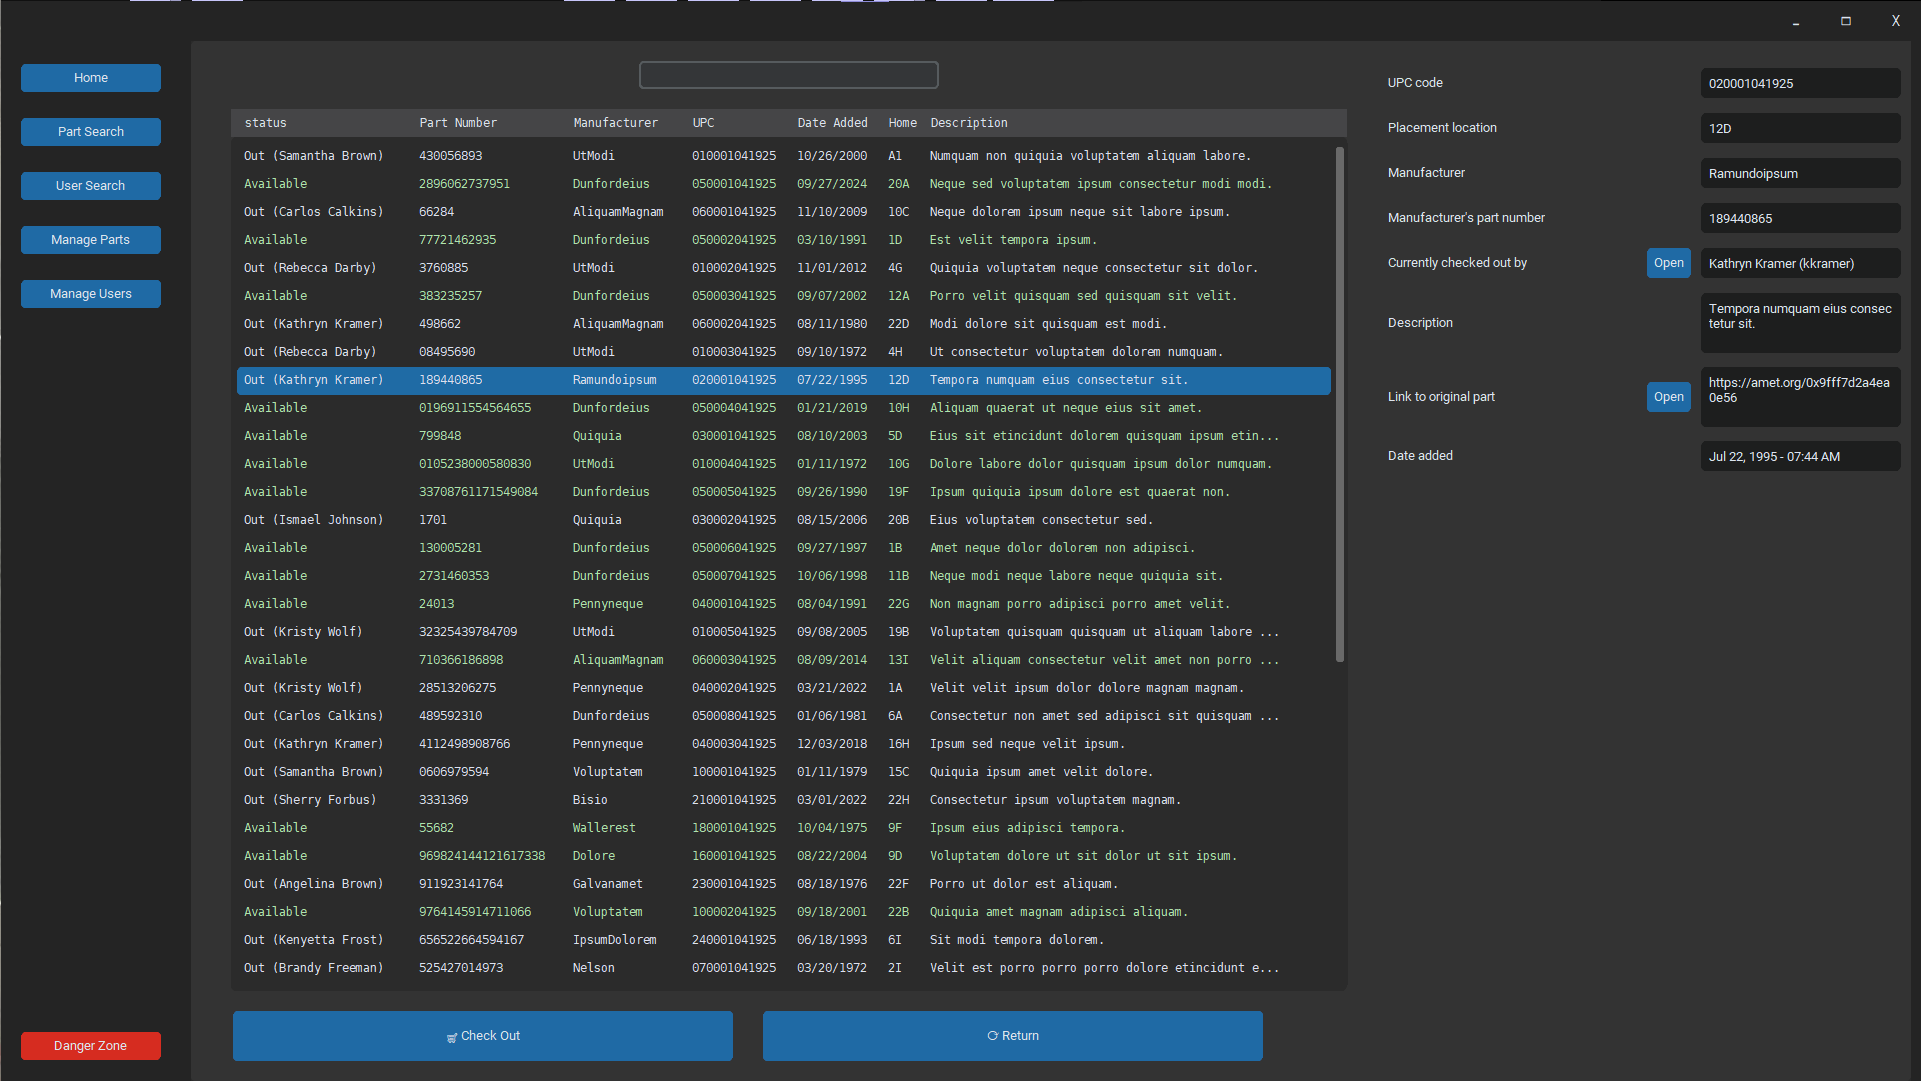 _ □ X
Home
Part Search
User Search
Manage Parts
Manage Users
Danger Zone
status Part Number Manufacturer UPC Date Added Home Description
Out (Samantha Brown) 430056893 UtModi 010001041925 10/26/2000 A1 Numquam non quiquia voluptatem aliquam labore.
Available 2896062737951 Dunfordeius 050001041925 09/27/2024 20A Neque sed voluptatem ipsum consectetur modi modi.
Out (Carlos Calkins) 66284 AliquamMagnam 060001041925 11/10/2009 10C Neque dolorem ipsum neque sit labore ipsum.
Available 77721462935 Dunfordeius 050002041925 03/10/1991 1D Est velit tempora ipsum.
Out (Rebecca Darby) 3760885 UtModi 010002041925 11/01/2012 4G Quiquia voluptatem neque consectetur sit dolor.
Available 383235257 Dunfordeius 050003041925 09/07/2002 12A Porro velit quisquam sed quisquam sit velit.
Out (Kathryn Kramer) 498662 AliquamMagnam 060002041925 08/11/1980 22D Modi dolore sit quisquam est modi.
Out (Rebecca Darby) 08495690 UtModi 010003041925 09/10/1972 4H Ut consectetur voluptatem dolorem numquam.
Out (Kathryn Kramer) 189440865 Ramundoipsum 020001041925 07/22/1995 12D Tempora numquam eius consectetur sit.
Available 0196911554564655 Dunfordeius 050004041925 01/21/2019 10H Aliquam quaerat ut neque eius sit amet.
Available 799848 Quiquia 030001041925 08/10/2003 5D Eius sit etincidunt dolorem quisquam ipsum etin...
Available 0105238000580830 UtModi 010004041925 01/11/1972 10G Dolore labore dolor quisquam ipsum dolor numquam.
Available 33708761171549084 Dunfordeius 050005041925 09/26/1990 19F Ipsum quiquia ipsum dolore est quaerat non.
Out (Ismael Johnson) 1701 Quiquia 030002041925 08/15/2006 20B Eius voluptatem consectetur sed.
Available 130005281 Dunfordeius 050006041925 09/27/1997 1B Amet neque dolor dolorem non adipisci.
Available 2731460353 Dunfordeius 050007041925 10/06/1998 11B Neque modi neque labore neque quiquia sit.
Available 24013 Pennyneque 040001041925 08/04/1991 22G Non magnam porro adipisci porro amet velit.
Out (Kristy Wolf) 32325439784709 UtModi 010005041925 09/08/2005 19B Voluptatem quisquam quisquam ut aliquam labore ...
Available 710366186898 AliquamMagnam 060003041925 08/09/2014 13I Velit aliquam consectetur velit amet non porro ...
Out (Kristy Wolf) 28513206275 Pennyneque 040002041925 03/21/2022 1A Velit velit ipsum dolor dolore magnam magnam.
Out (Carlos Calkins) 489592310 Dunfordeius 050008041925 01/06/1981 6A Consectetur non amet sed adipisci sit quisquam ...
Out (Kathryn Kramer) 4112498908766 Pennyneque 040003041925 12/03/2018 16H Ipsum sed neque velit ipsum.
Out (Samantha Brown) 0606979594 Voluptatem 100001041925 01/11/1979 15C Quiquia ipsum amet velit dolore.
Out (Sherry Forbus) 3331369 Bisio 210001041925 03/01/2022 22H Consectetur ipsum voluptatem magnam.
Available 55682 Wallerest 180001041925 10/04/1975 9F Ipsum eius adipisci tempora.
Available 969824144121617338 Dolore 160001041925 08/22/2004 9D Voluptatem dolore ut sit dolor ut sit ipsum.
Out (Angelina Brown) 911923141764 Galvanamet 230001041925 08/18/1976 22F Porro ut dolor est aliquam.
Available 9764145914711066 Voluptatem 100002041925 09/18/2001 22B Quiquia amet magnam adipisci aliquam.
Out (Kenyetta Frost) 656522664594167 IpsumDolorem 240001041925 06/18/1993 6I Sit modi tempora dolorem.
Out (Brandy Freeman) 525427014973 Nelson 070001041925 03/20/1972 2I Velit est porro porro porro dolore etincidunt e...
Check Out
Return
UPC code 020001041925
Placement location 12D
Manufacturer Ramundoipsum
Manufacturer's part number 189440865
Currently checked out by Open Kathryn Kramer (kkramer)
Description Tempora numquam eius consec
tetur sit.
Link to original part Open https://amet.org/0x9fff7d2a4ea
0e56
Date added Jul 22, 1995 - 07:44 AM